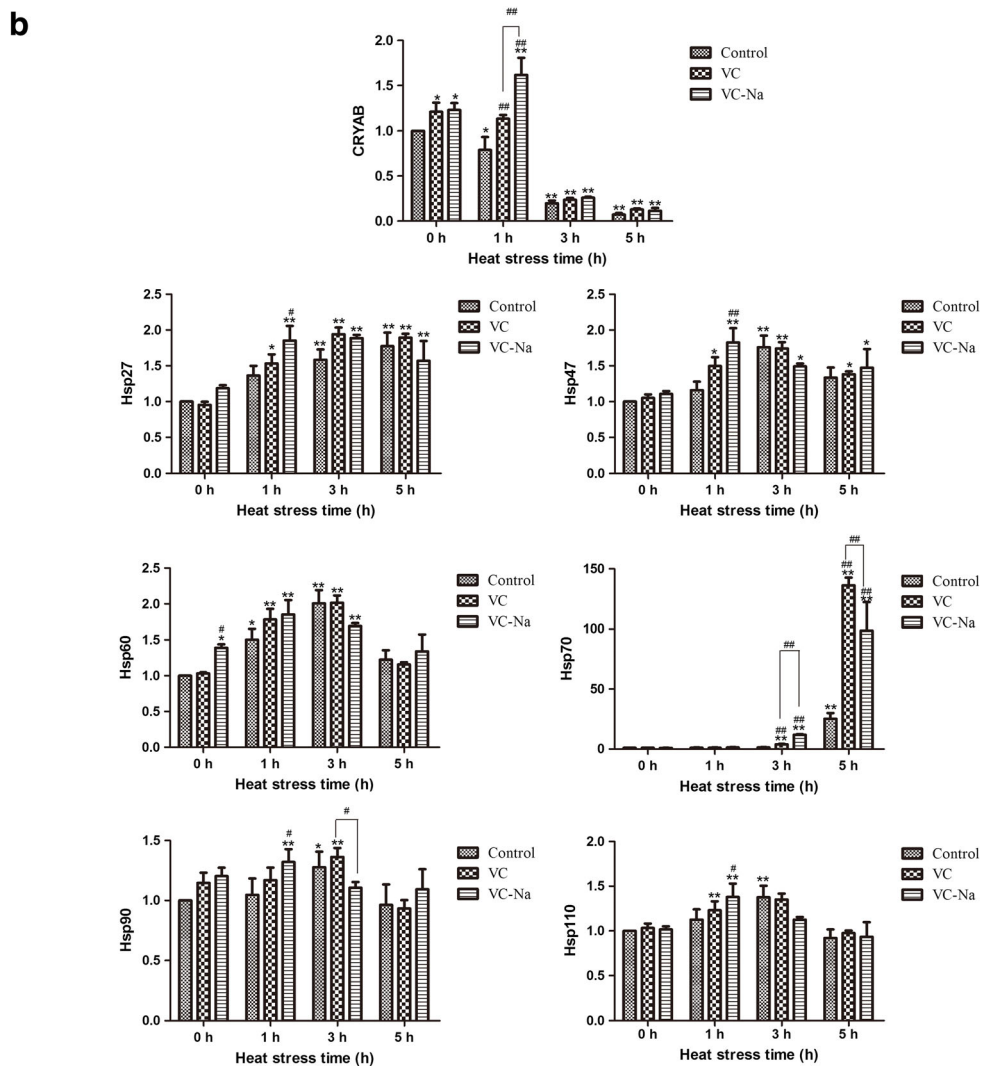 b
##
##
**
* *
##
*
** ** **
** ** **
2.0
1.5
1.0
0.5
0.0
CRYAB
0 h 1 h 3 h 5 h
Heat stress time (h)
Control
VC
VC-Na
#
**
*
** ** **
** ** **
2.5
2.0
1.5
1.0
0.5
0.0
Hsp27
0 h 1 h 3 h 5 h
Heat stress time (h)
Control
VC
VC-Na
##
**
*
** ** *
* *
2.5
2.0
1.5
1.0
0.5
0.0
Hsp47
0 h 1 h 3 h 5 h
Heat stress time (h)
Control
VC
VC-Na
#
*
* ** **
** ** **
2.5
2.0
1.5
1.0
0.5
0.0
Hsp60
0 h 1 h 3 h 5 h
Heat stress time (h)
Control
VC
VC-Na
##
##
**
##
**
**
##
##
**
##
**
150
100
50
0
Hsp70
0 h 1 h 3 h 5 h
Heat stress time (h)
Control
VC
VC-Na
#
#
**
* **
1.5
1.0
0.5
0.0
Hsp90
0 h 1 h 3 h 5 h
Heat stress time (h)
Control
VC
VC-Na
#
**
**
**
2.0
1.5
1.0
0.5
0.0
Hsp110
0 h 1 h 3 h 5 h
Heat stress time (h)
Control
VC
VC-Na